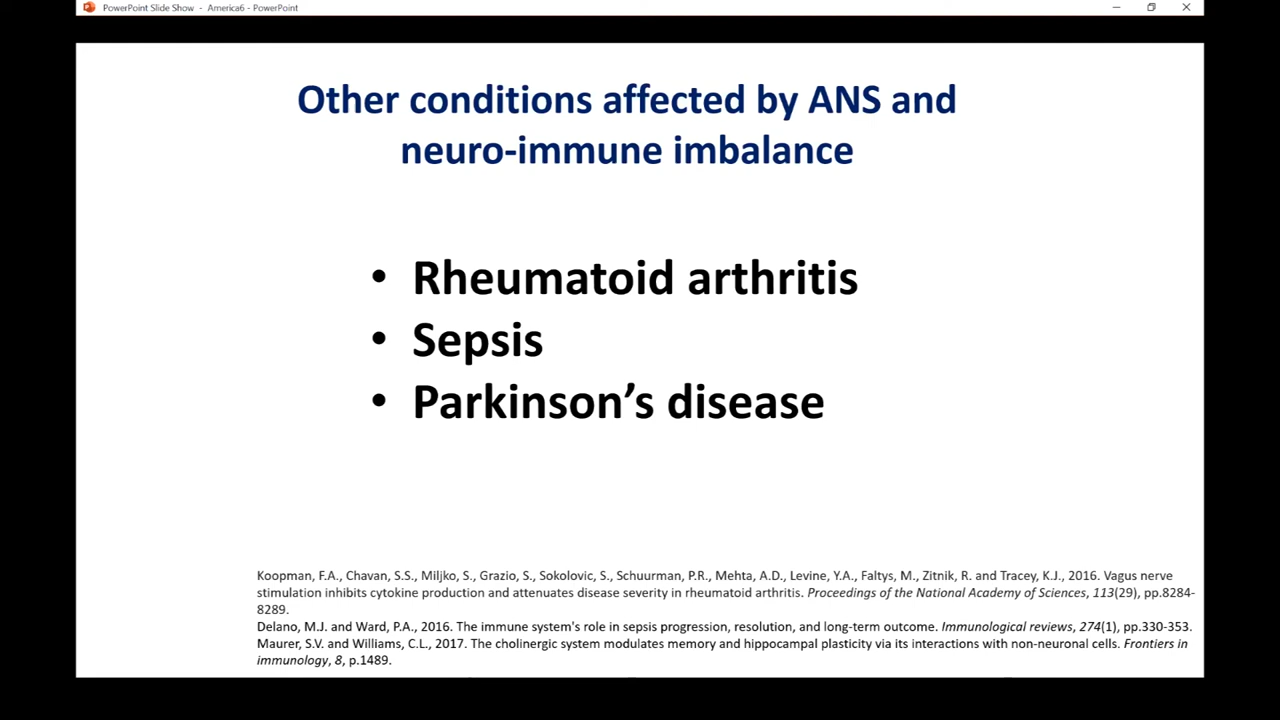 PowerPoint Slide Show - America6 - PowerPoint
Other conditions affected by ANS and
neuro-immune imbalance
• Rheumatoid arthritis
• Sepsis
• Parkinson’s disease
Koopman, F.A., Chavan, S.S., Miljko, S., Grazio, S., Sokolovic, S., Schuurman, P.R., Mehta, A.D., Levine, Y.A., Faltys, M., Zitnik, R. and Tracey, K.J., 2016. Vagus nerve
stimulation inhibits cytokine production and attenuates disease severity in rheumatoid arthritis. Proceedings of the National Academy of Sciences, 113(29), pp.8284-
8289.
Delano, M.J. and Ward, P.A., 2016. The immune system's role in sepsis progression, resolution, and long-term outcome. Immunological reviews, 274(1), pp.330-353.
Maurer, S.V. and Williams, C.L., 2017. The cholinergic system modulates memory and hippocampal plasticity via its interactions with non-neuronal cells. Frontiers in
immunology, 8, p.1489.